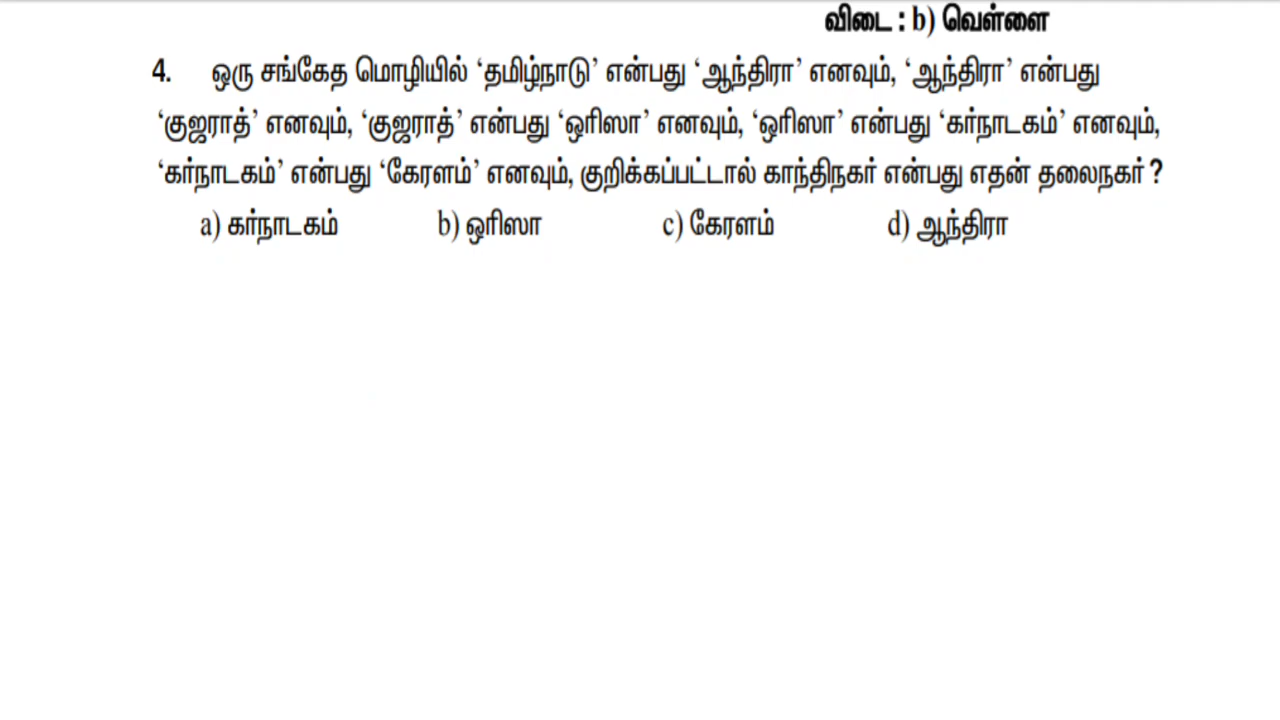 விடை : b) வெள்ளை
4. ஒரு சங்கேத மொழியில் ‘தமிழ்நாடு’ என்பது ‘ஆந்திரா’ எனவும், ‘ஆந்திரா’ என்பது
‘குஜராத்’ எனவும், ‘குஜராத்’ என்பது ‘ஒரிஸா’ எனவும், ‘ஒரிஸா’ என்பது ‘கர்நாடகம்’ எனவும்,
‘கர்நாடகம்’ என்பது ‘கேரளம்’ எனவும், குறிக்கப்பட்டால் காந்திநகர் என்பது எதன் தலைநகர் ?
a) கர்நாடகம் b) ஒரிஸா c) கேரளம் d) ஆந்திரா